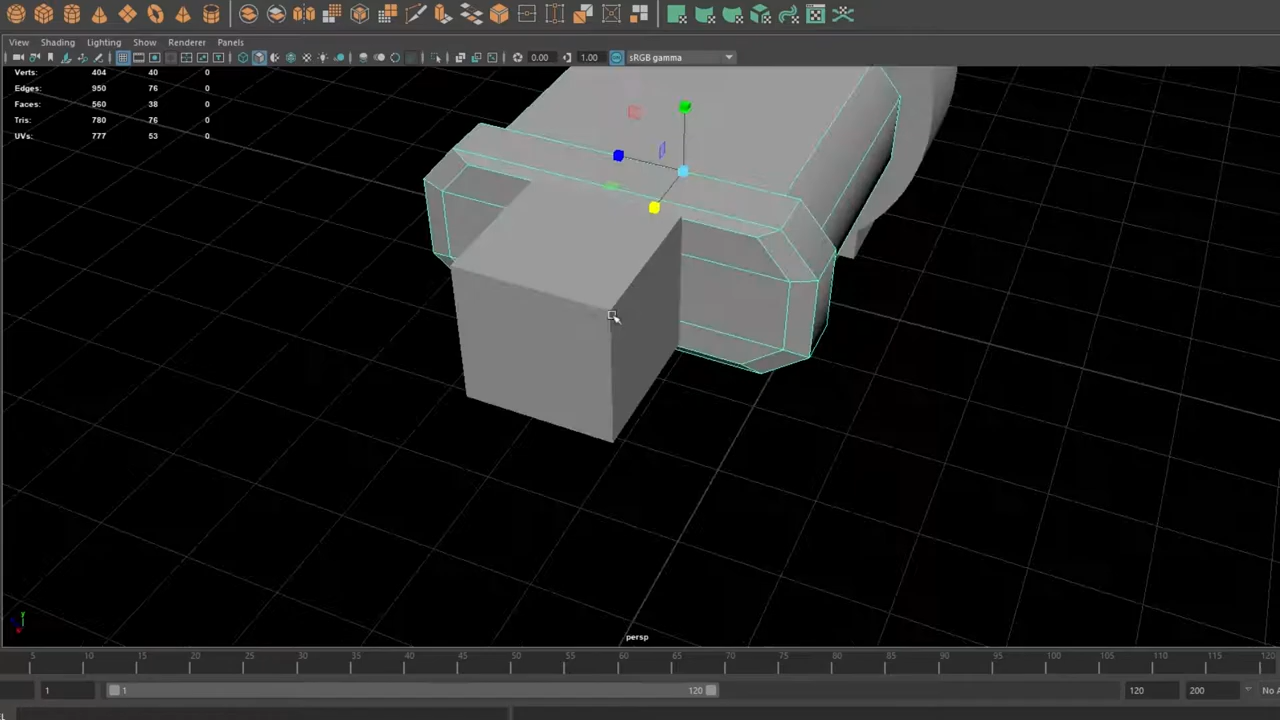 View Shading Lighting Show Renderer Panels
0.00 1.00 sRGB gamma
Verts: 404 40 0
Edges: 950 76 0
Faces: 560 38 0
Tris: 780 76 0
UVs: 777 53 0
y
x
persp
5 10 15 20 25 30 35 40 45 50 55 60 65 70 75 80 85 90 95 100 105 110 115 120
1 1 120 120 200 No A